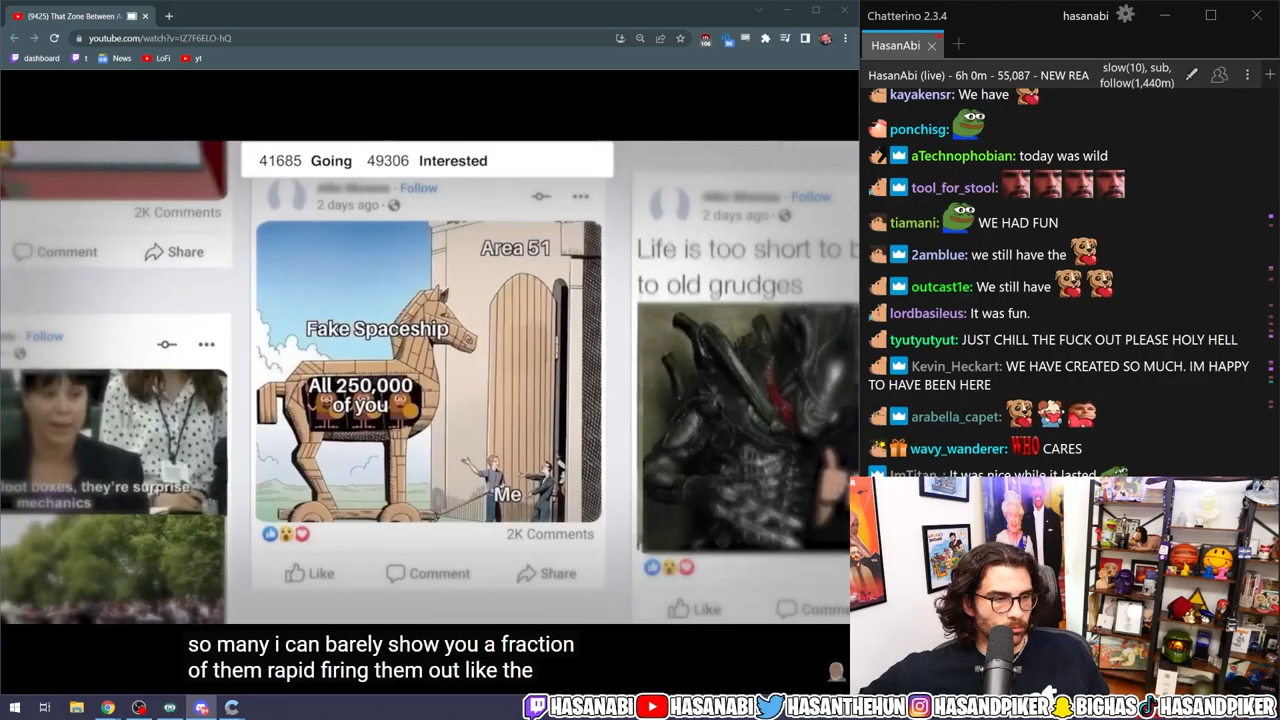 (9425) That Zone Between A
youtube.com/watch?v=IZ7F6ELO-hQ
106
90
dashboard
t
News
LoFi
yt
2K Comments
Comment
Share
Follow
loot boxes, they're surprise
mechanics
41685 Going 49306 Interested
Follow
2 days ago
Area 51
Fake Spaceship
All 250,000
of you
Me
2K Comments
Like
Comment
Share
Follow
2 days ago
Life is too short to b
to old grudges
Like
Comm
so many i can barely show you a fraction
of them rapid firing them out like the
Chatterino 2.3.4
hasanabi
HasanAbi
HasanAbi (live) - 6h 0m - 55,087 - NEW REA
slow(10), sub,
follow(1,440m)
kayakensr: We have
ponchisg:
aTechnophobian: today was wild
tool_for_stool:
tiamani: WE HAD FUN
2amblue: we still have the
outcast1e: We still have
lordbasileus: It was fun.
tyutyutyut: JUST CHILL THE FUCK OUT PLEASE HOLY HELL
Kevin_Heckart: WE HAVE CREATED SO MUCH. IM HAPPY
TO HAVE BEEN HERE
arabella_capet:
wavy_wanderer: WHO CARES
ImTitan_: It was nice while it lasted
HASANABI
HASANABI
HASANTHEHUN
HASANDPIKER
BIGHAS
HASANDPIKER